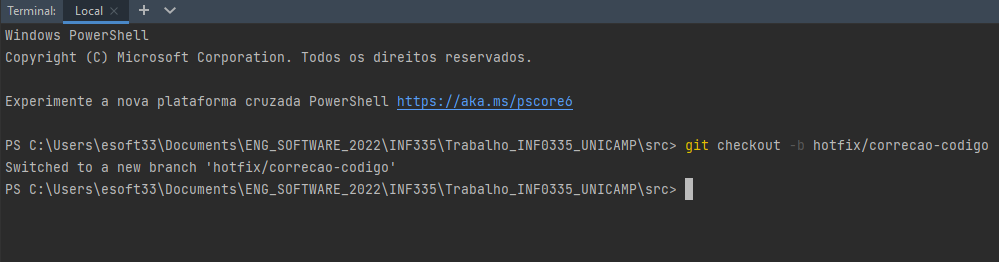 Terminal: Local
Windows PowerShell
Copyright (C) Microsoft Corporation. Todos os direitos reservados.
Experimente a nova plataforma cruzada PowerShell https://aka.ms/pscore6
PS C:\Users\esoft33\Documents\ENG_SOFTWARE_2022\INF335\Trabalho_INF0335_UNICAMP\src> git checkout -b hotfix/correcao-codigo
Switched to a new branch 'hotfix/correcao-codigo'
PS C:\Users\esoft33\Documents\ENG_SOFTWARE_2022\INF335\Trabalho_INF0335_UNICAMP\src>